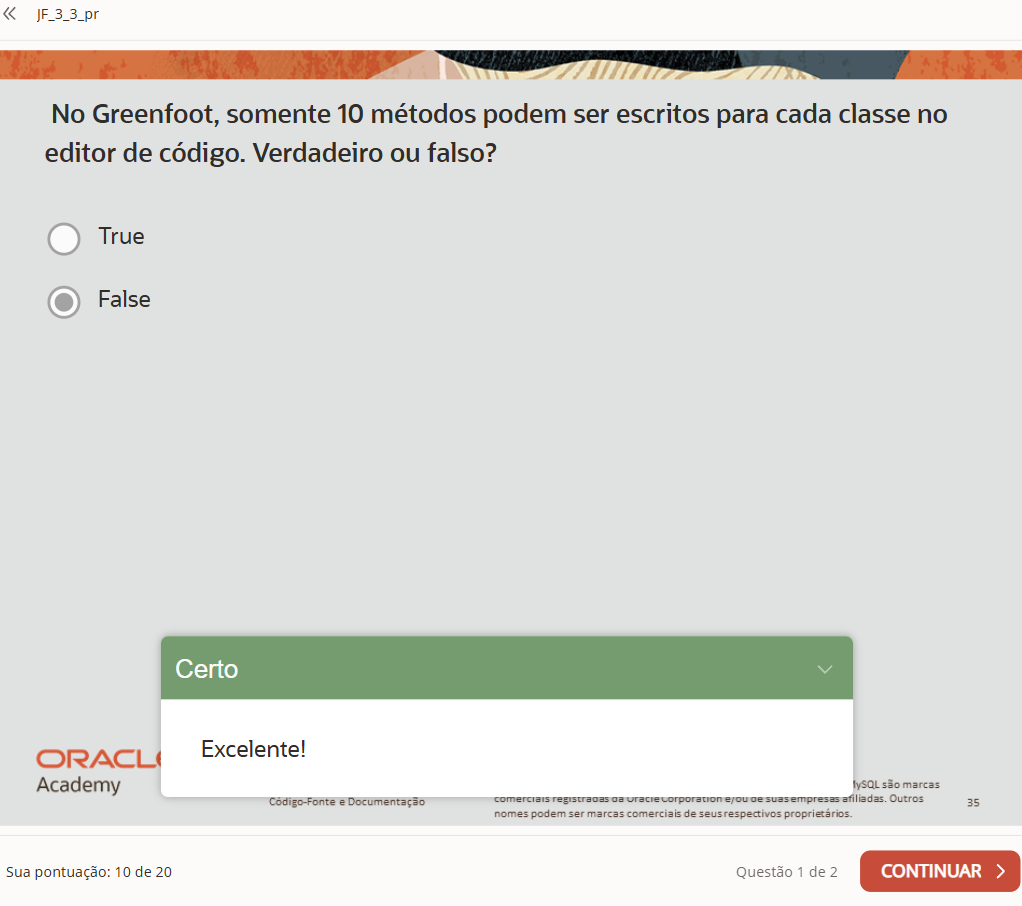 JF_3_3_pr
No Greenfoot, somente 10 métodos podem ser escritos para cada classe no
editor de código. Verdadeiro ou falso?
True
False
Certo
Excelente!
ORACLE
Academy
Código-Fonte e Documentação
MySQL são marcas
comerciais registradas da Oracle Corporation e/ou de suas empresas afiliadas. Outros
nomes podem ser marcas comerciais de seus respectivos proprietários.
35
Sua pontuação: 10 de 20
Questão 1 de 2
CONTINUAR